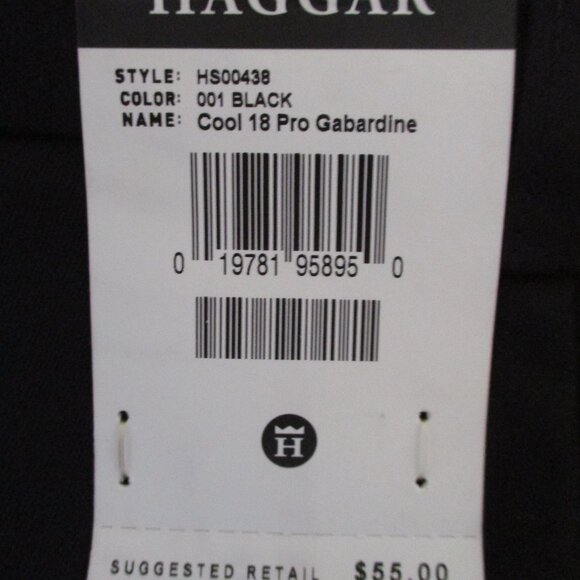 HAGGAR
STYLE: HS00438
COLOR: 001 BLACK
NAME: Cool 18 Pro Gabardine
0 19781 95895 0
H
SUGGESTED RETAIL $55.00